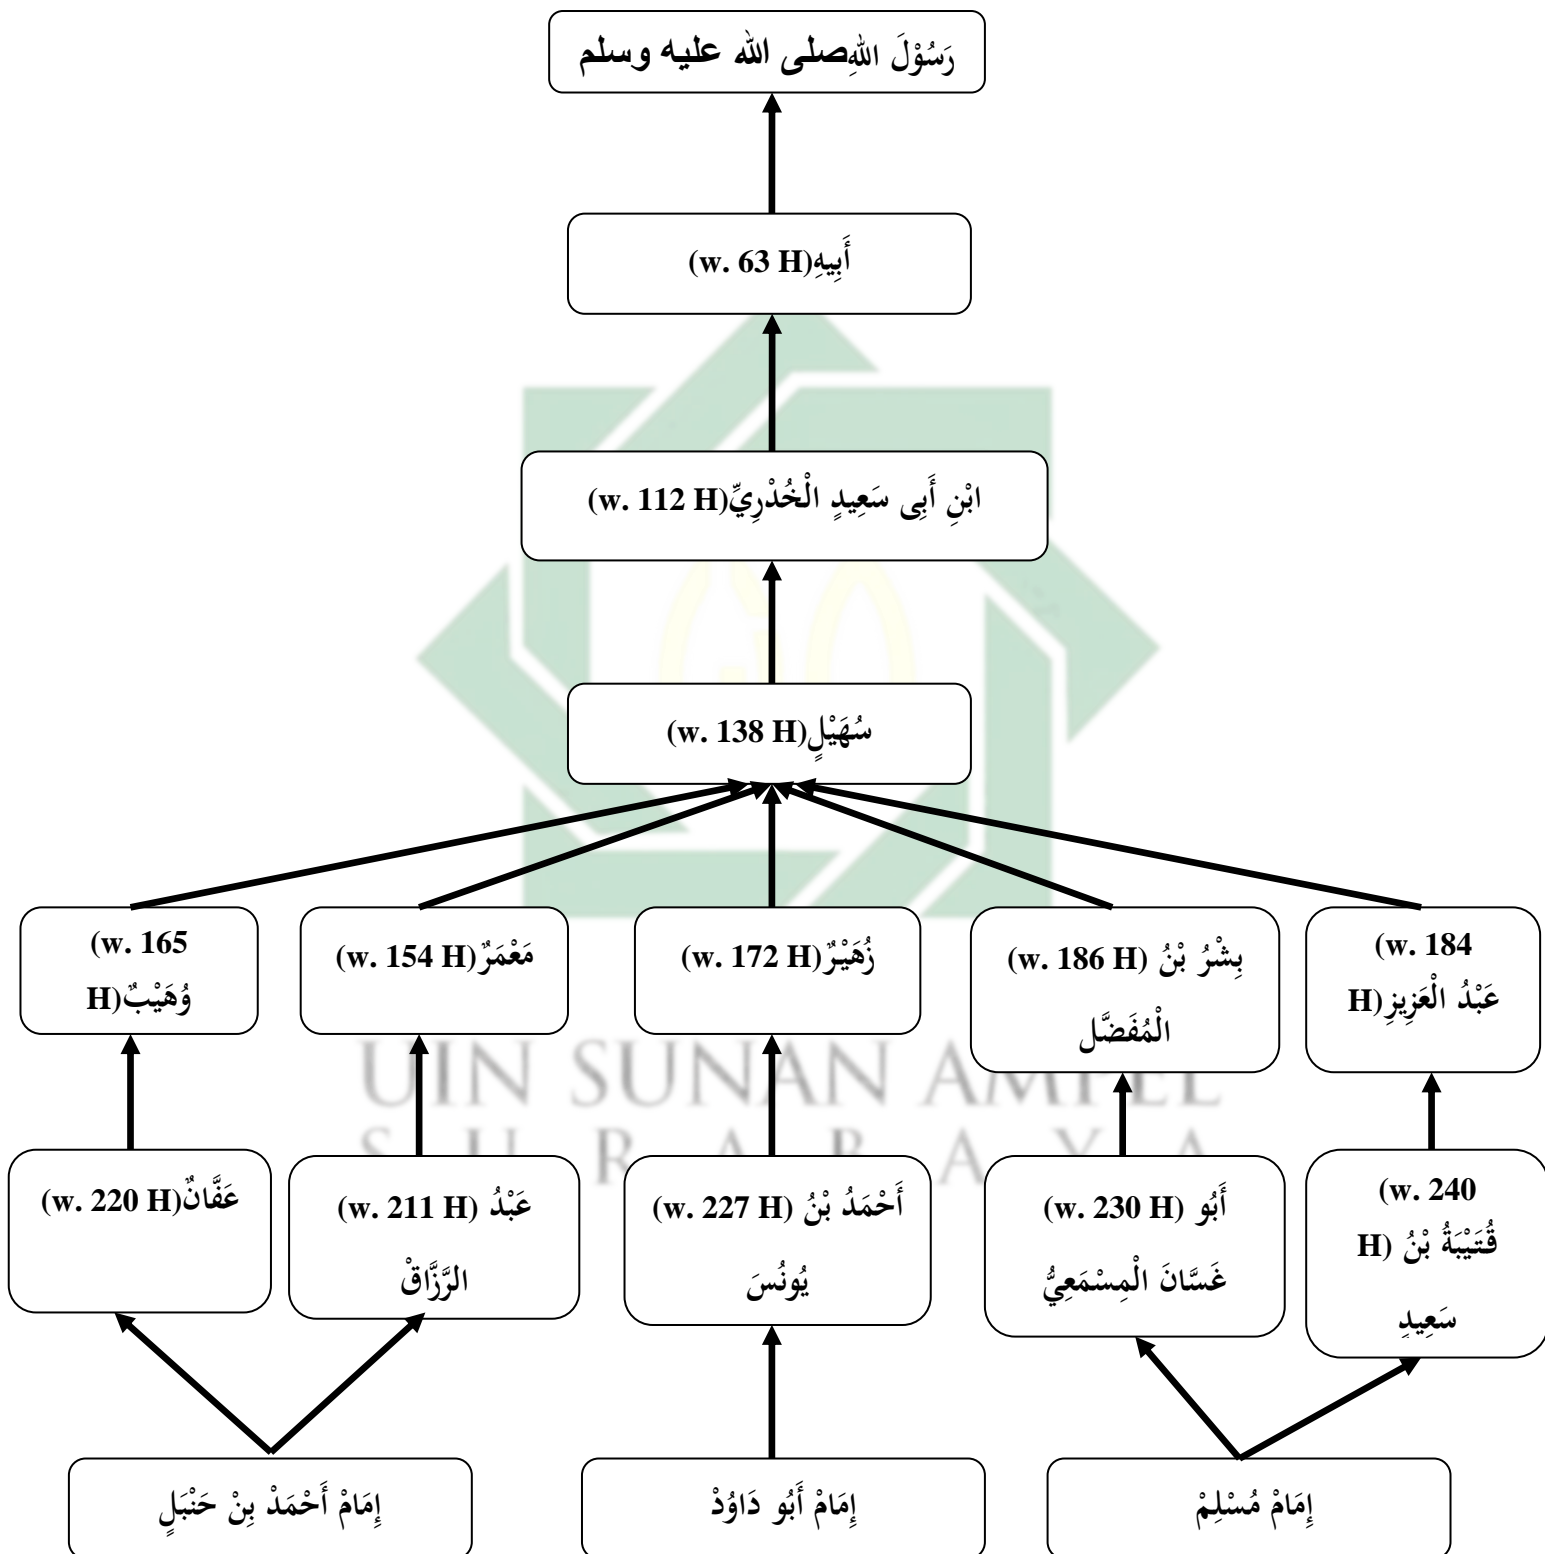 رَسُوْلَ اللهِصلى الله عليه وسلم
أَبِيهِ(w. 63 H)
ابْنِ أَبِى سَعِيدٍ الْخُدْرِيِّ(w. 112 H)
سُهَيْلٍ(w. 138 H)
(w. 165
وُهَيْبٌ(H
مَعْمَرٌ(w. 154 H)
زُهَيْرٌ(w. 172 H)
بِشْرُ بْنُ (w. 186 H)
الْمُفَضَّل
(w. 184
عَبْدُ الْعَزِيزِ(H
UIN SUNAN AMPEL
SURABAYA
عَفَّانٌ(w. 220 H)
عَبْدُ (w. 211 H)
الرَّزَّاقْ
أَحْمَدُ بْنُ (w. 227 H)
يُونُسَ
أَبُو (w. 230 H)
غَسَّانَ الْمِسْمَعِيُّ
(w. 240
قُتَيْبَةُ بْنُ (H
سَعِيدٍ
إِمَامْ أَحْمَدْ بِنْ حَنْبَلٍ
إِمَامْ أَبُو دَاوُدْ
إِمَامْ مُسْلِمْ